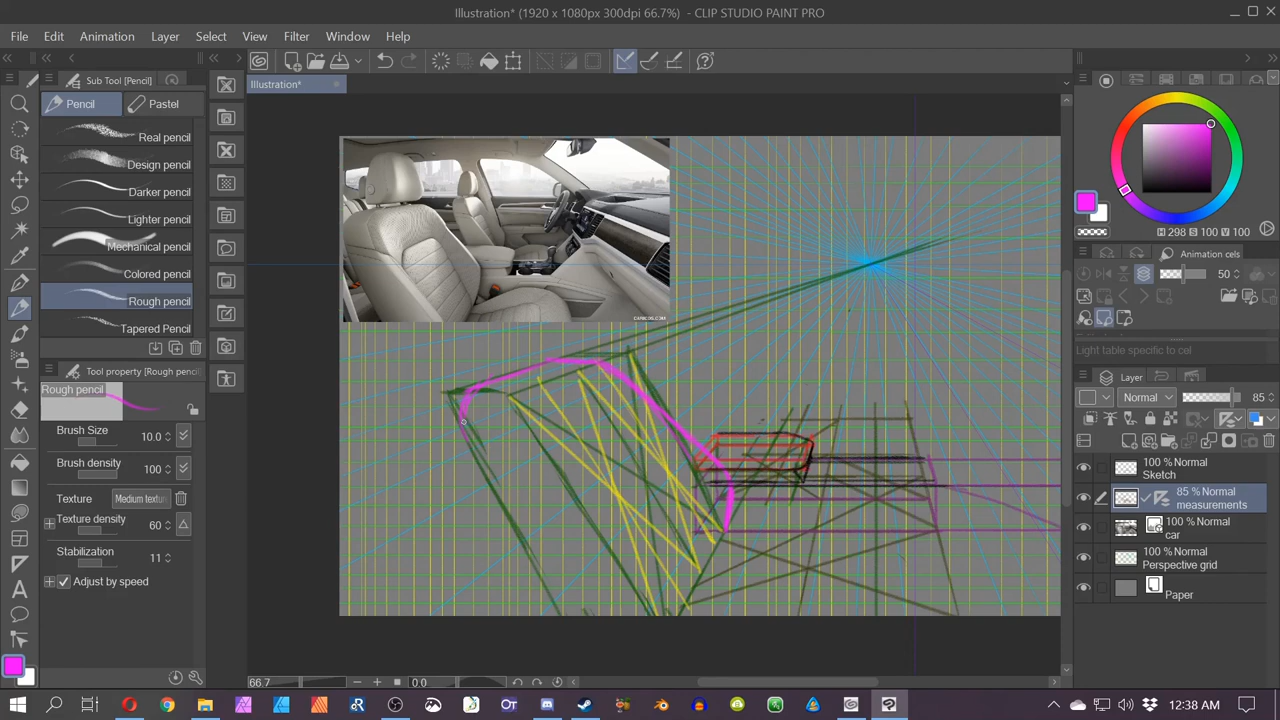 Illustration* (1920 x 1080px 300dpi 66.7%) - CLIP STUDIO PAINT PRO
File Edit Animation Layer Select View Filter Window Help
Sub Tool [Pencil]
Illustration*
Pencil Pastel
Real pencil
Design pencil
Darker pencil
Lighter pencil
Mechanical pencil
Colored pencil
Rough pencil
Tapered Pencil
Tool property [Rough pencil]
Rough pencil
Brush Size 10.0
Brush density 100
Texture Medium textur
Texture density 60
Stabilization 11
Adjust by speed
CARBUZZ.COM
H 298 S 100 V 100
Animation cels
50
Light table specific to cel
Layer
Normal 85
100 % Normal
Sketch
85 % Normal
measurements
100 % Normal
car
100 % Normal
Perspective grid
Paper
66.7 0.0
12:38 AM